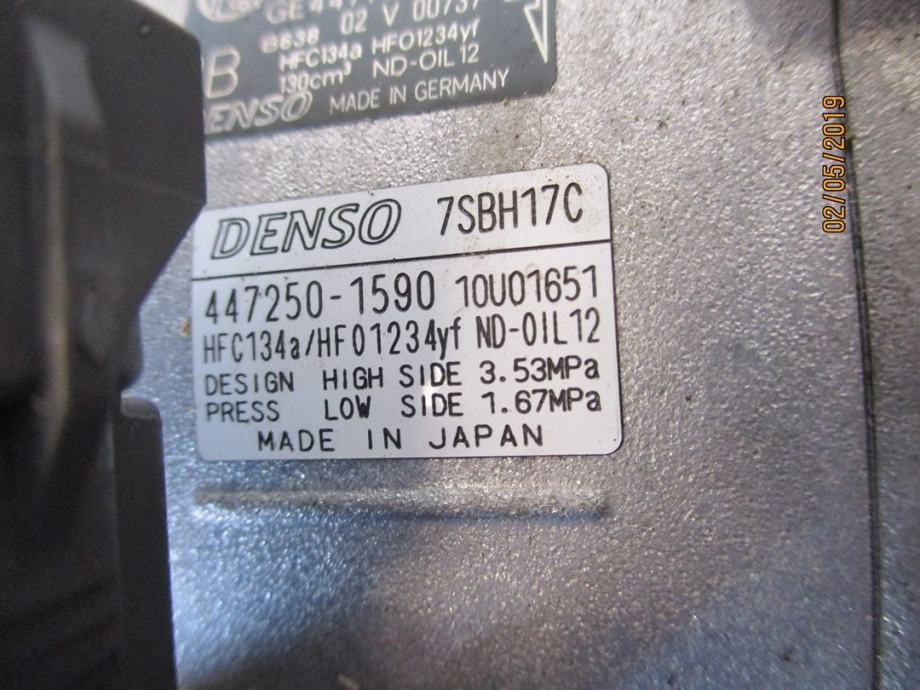 02 V 00737
HFC134a HFO1234yf
130cm³ ND-OIL12
DENSO MADE IN GERMANY
02/05/2019
DENSO 7SBH17C
447250-1590 10U01651
HFC134a/HFO1234yf ND-OIL12
DESIGN HIGH SIDE 3.53MPa
PRESS LOW SIDE 1.67MPa
MADE IN JAPAN